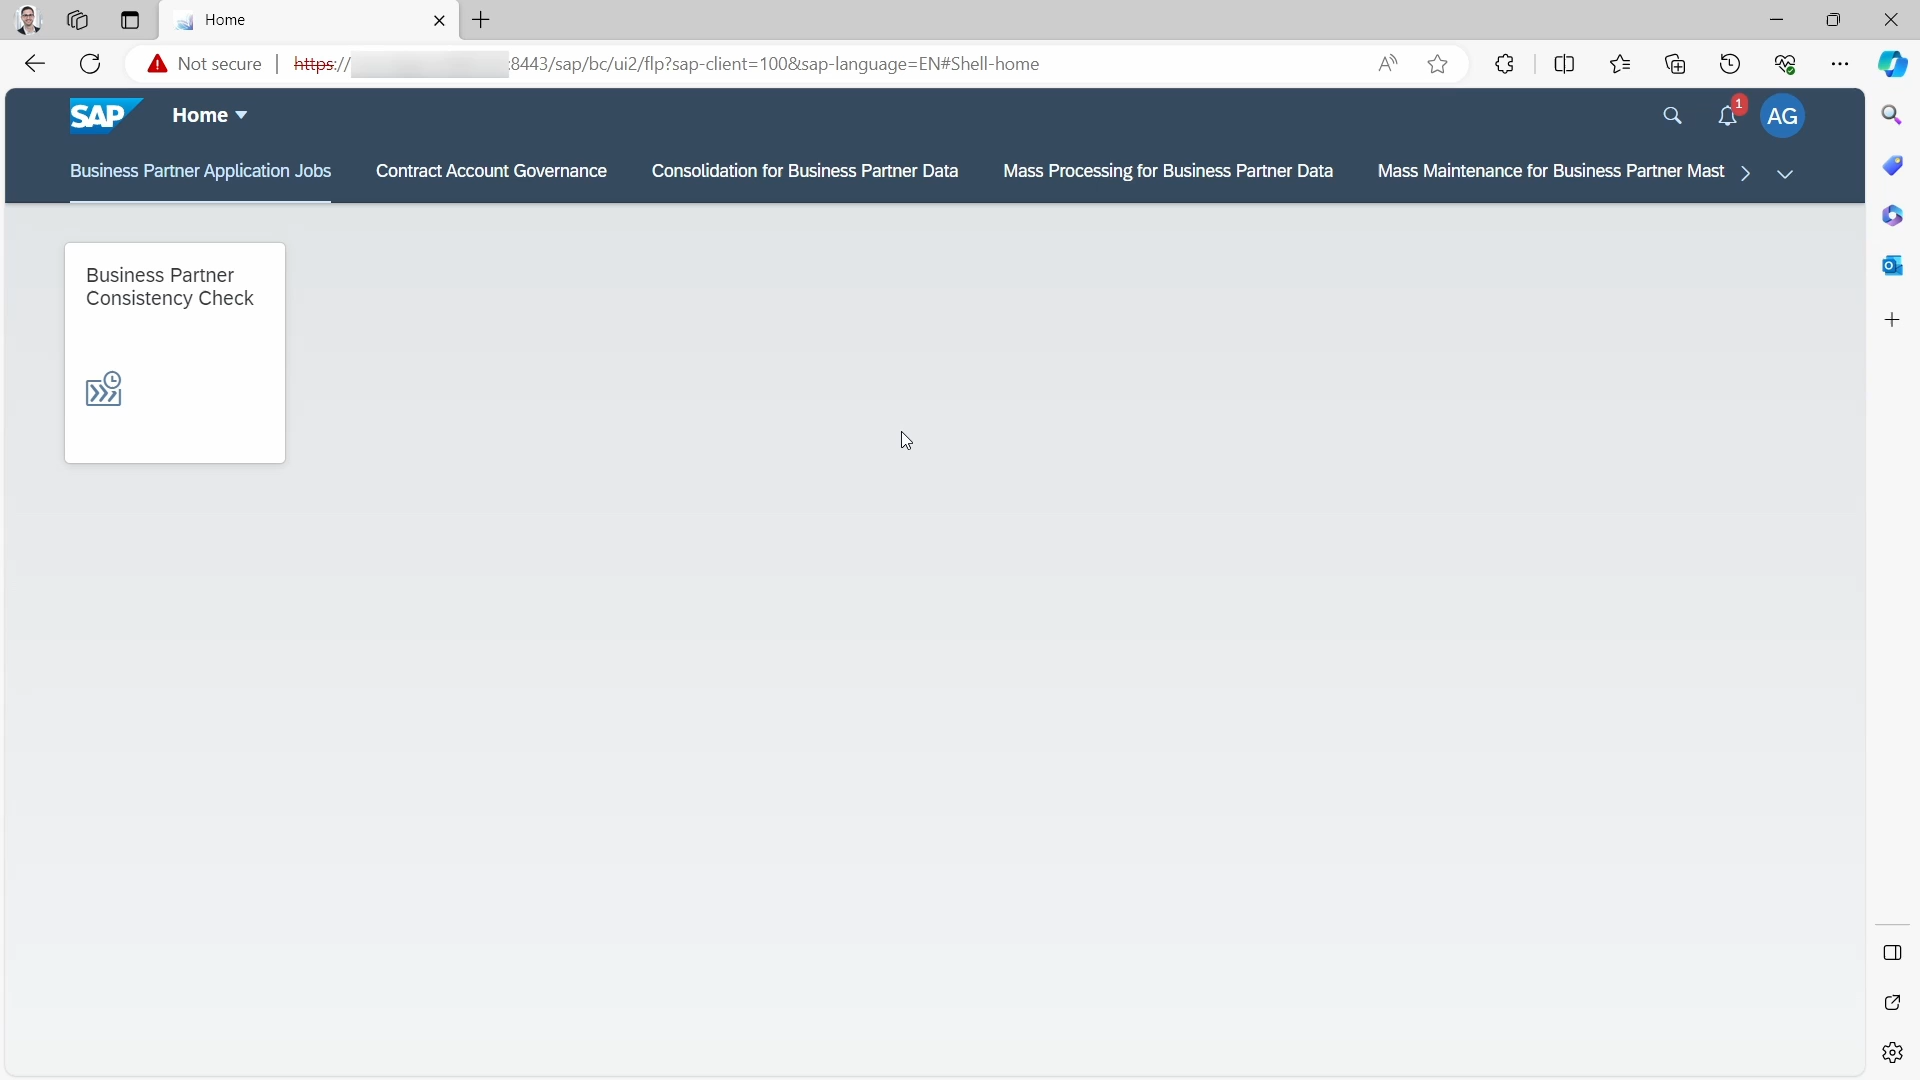 Home
Not secure
https:// :8443/sap/bc/ui2/flp?sap-client=100&sap-language=EN#Shell-home
SAP Home 1 AG
Business Partner Application Jobs Contract Account Governance Consolidation for Business Partner Data Mass Processing for Business Partner Data Mass Maintenance for Business Partner Mast
Business Partner
Consistency Check